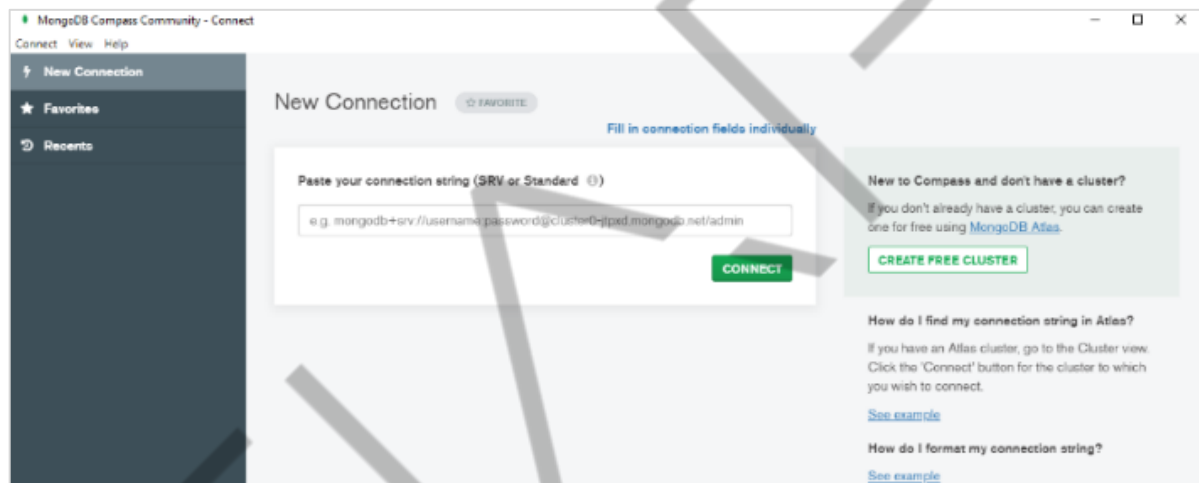 MongoDB Compass Community - Connect
Connect View Help
New Connection
Favorites
Recents
New Connection
FAVORITE
Fill in connection fields individually
Paste your connection string (SRV or Standard)
e.g. mongodb+srv://username:password@cluster0-jtpxd.mongodb.net/admin
CONNECT
New to Compass and don't have a cluster?
If you don't already have a cluster, you can create
one for free using MongoDB Atlas.
CREATE FREE CLUSTER
How do I find my connection string in Atlas?
If you have an Atlas cluster, go to the Cluster view.
Click the 'Connect' button for the cluster to which
you wish to connect.
See example
How do I format my connection string?
See example